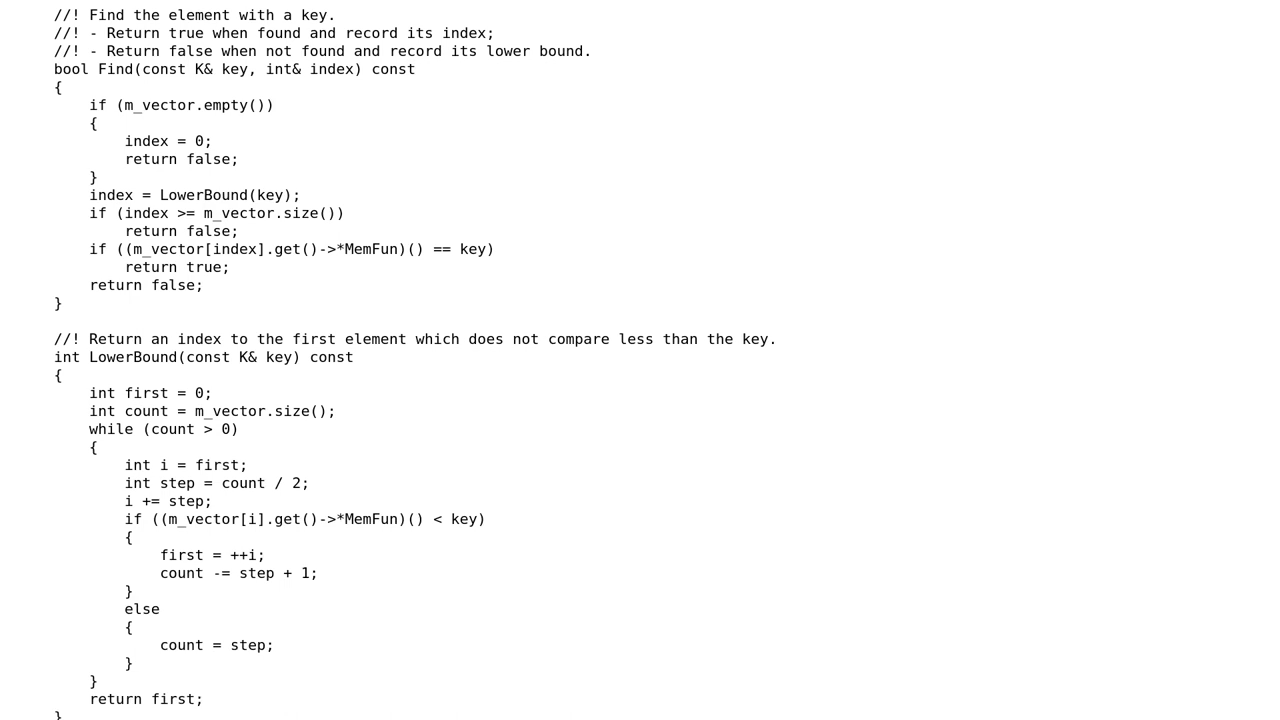 //! Find the element with a key.
//! - Return true when found and record its index;
//! - Return false when not found and record its lower bound.
bool Find(const K& key, int& index) const
{
    if (m_vector.empty())
    {
        index = 0;
        return false;
    }
    index = LowerBound(key);
    if (index >= m_vector.size())
        return false;
    if ((m_vector[index].get()->*MemFun)() == key)
        return true;
    return false;
}

//! Return an index to the first element which does not compare less than the key.
int LowerBound(const K& key) const
{
    int first = 0;
    int count = m_vector.size();
    while (count > 0)
    {
        int i = first;
        int step = count / 2;
        i += step;
        if ((m_vector[i].get()->*MemFun)() < key)
        {
            first = ++i;
            count -= step + 1;
        }
        else
        {
            count = step;
        }
    }
    return first;
}